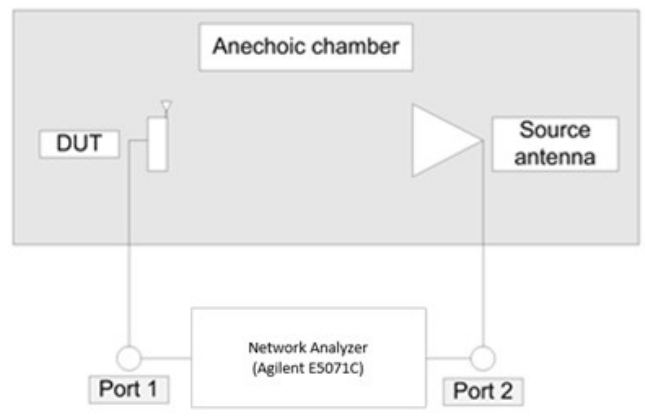 Anechoic chamber
DUT
Source
antenna
Network Analyzer
(Agilent E5071C)
Port 1
Port 2